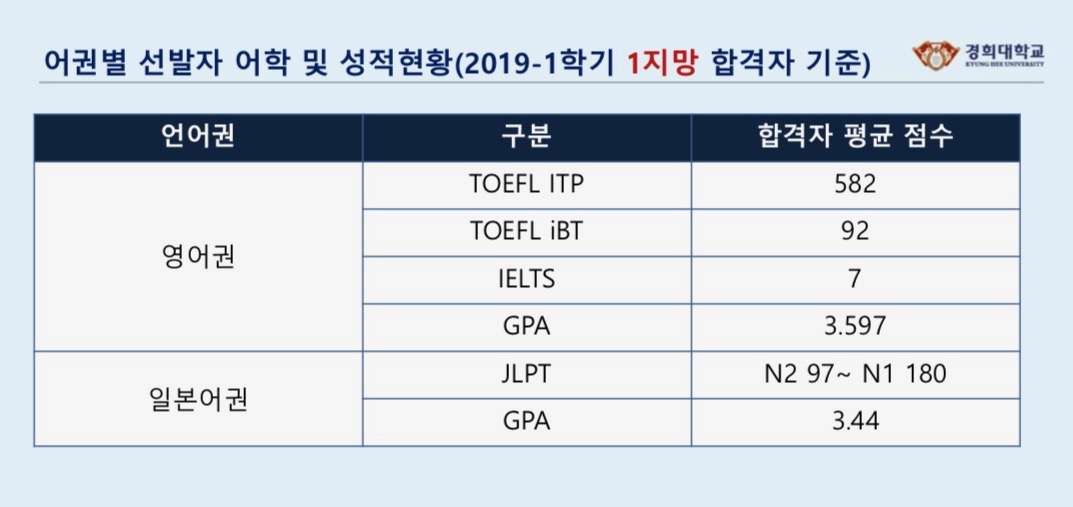 어권별 선발자 어학 및 성적현황(2019-1학기 1지망 합격자 기준)
경희대학교
KYUNG HEE UNIVERSITY
언어권 구분 합격자 평균 점수
영어권
TOEFL ITP 582
TOEFL iBT 92
IELTS 7
GPA 3.597
일본어권
JLPT N2 97~ N1 180
GPA 3.44